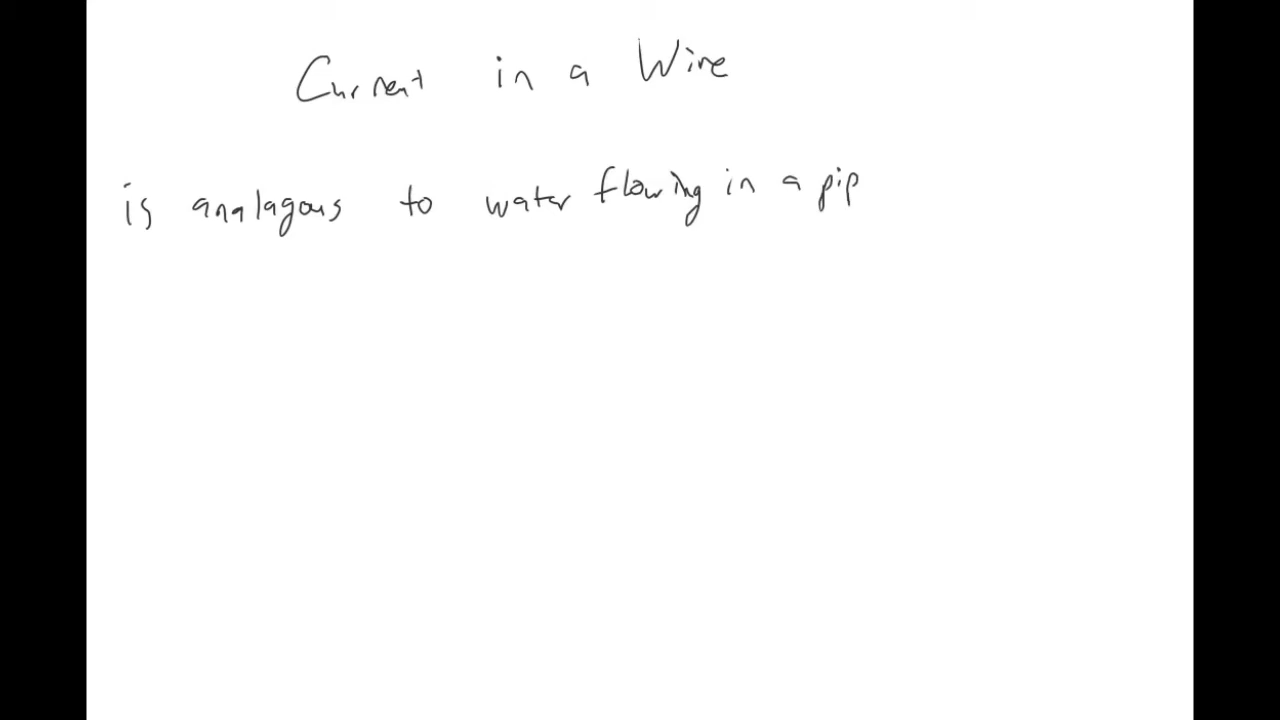 Current in a Wire
is analagous to water flowing in a pip